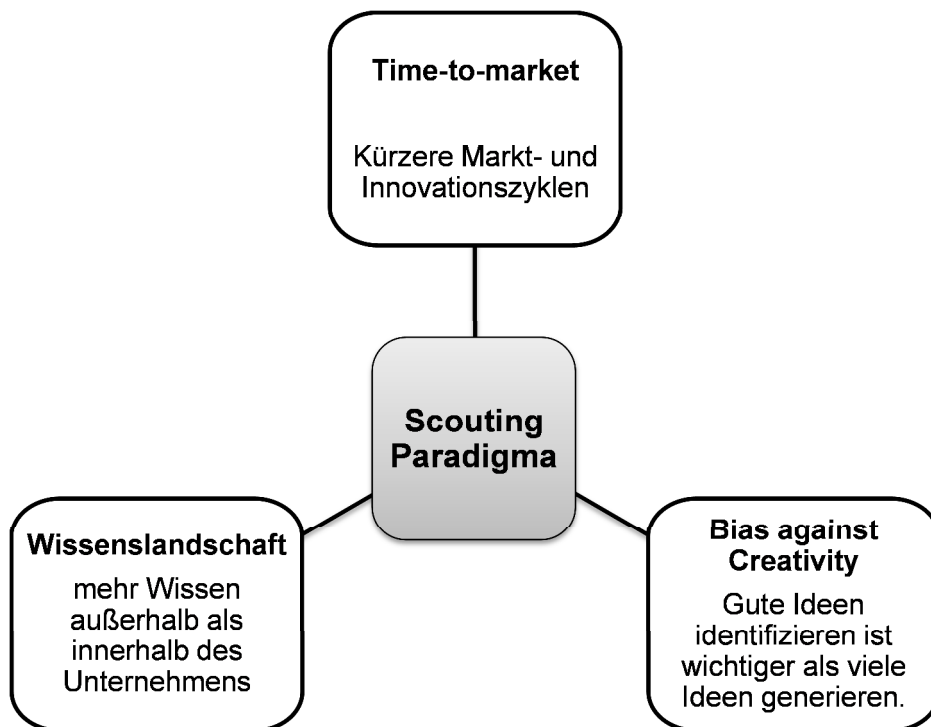 Time-to-market
Kürzere Markt- und
Innovationszyklen
Scouting
Paradigma
Wissenslandschaft
mehr Wissen
außerhalb als
innerhalb des
Unternehmens
Bias against
Creativity
Gute Ideen
identifizieren ist
wichtiger als viele
Ideen generieren.